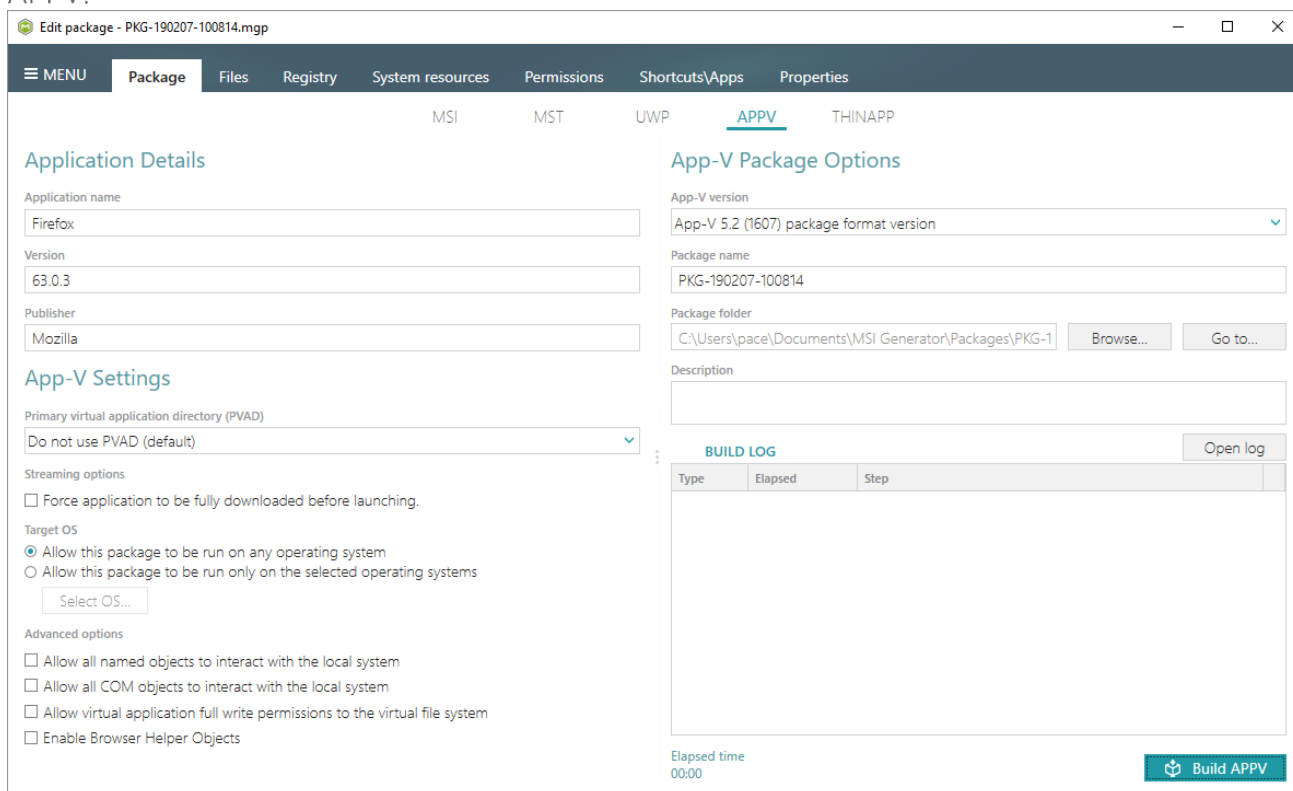 Edit package - PKG-190207-100814.mgp
MENU Package Files Registry System resources Permissions Shortcuts\Apps Properties
MSI MST UWP APPV THINAPP
Application Details
Application name
Firefox
Version
63.0.3
Publisher
Mozilla
App-V Settings
Primary virtual application directory (PVAD)
Do not use PVAD (default)
Streaming options
Force application to be fully downloaded before launching.
Target OS
Allow this package to be run on any operating system
Allow this package to be run only on the selected operating systems
Select OS...
Advanced options
Allow all named objects to interact with the local system
Allow all COM objects to interact with the local system
Allow virtual application full write permissions to the virtual file system
Enable Browser Helper Objects
App-V Package Options
App-V version
App-V 5.2 (1607) package format version
Package name
PKG-190207-100814
Package folder
C:\Users\pace\Documents\MSI Generator\Packages\PKG-1 Browse... Go to...
Description
BUILD LOG Open log
Type Elapsed Step
Elapsed time
00:00
Build APPV